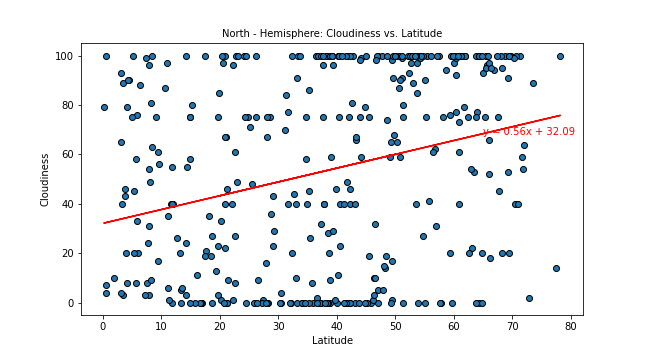 North - Hemisphere: Cloudiness vs. Latitude
100
80
60
40
20
0
Cloudiness
y = 0.56x + 32.09
0 10 20 30 40 50 60 70 80
Latitude